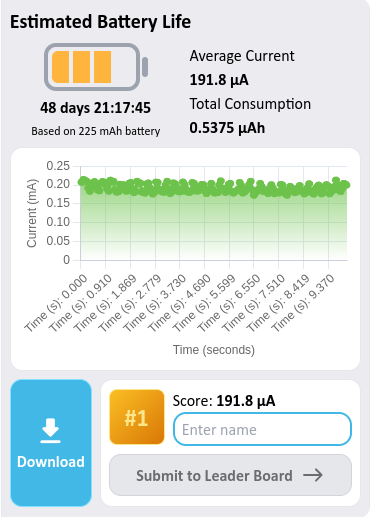 Estimated Battery Life
Average Current
191.8 µA
Total Consumption
0.5375 µAh
48 days 21:17:45
Based on 225 mAh battery
Current (mA)
0.25
0.20
0.15
0.10
0.05
0
Time (s): 0.000
Time (s): 0.910
Time (s): 1.869
Time (s): 2.779
Time (s): 3.730
Time (s): 4.690
Time (s): 5.599
Time (s): 6.550
Time (s): 7.510
Time (s): 8.419
Time (s): 9.370
Time (seconds)
Download
#1
Score: 191.8 µA
Enter name
Submit to Leader Board